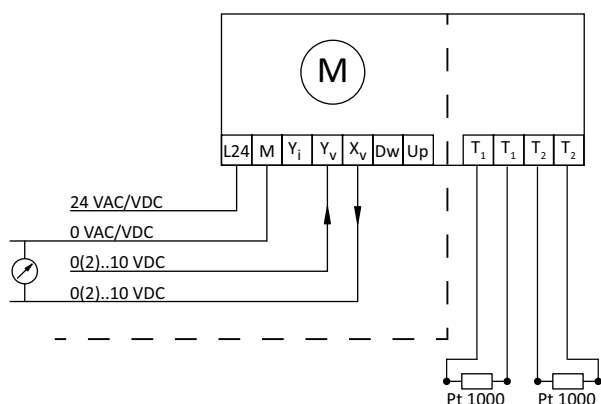 M
L24 M Yi Yv Xv Dw Up T1 T1 T2 T2
24 VAC/VDC
0 VAC/VDC
0(2)..10 VDC
0(2)..10 VDC
Pt 1000 Pt 1000